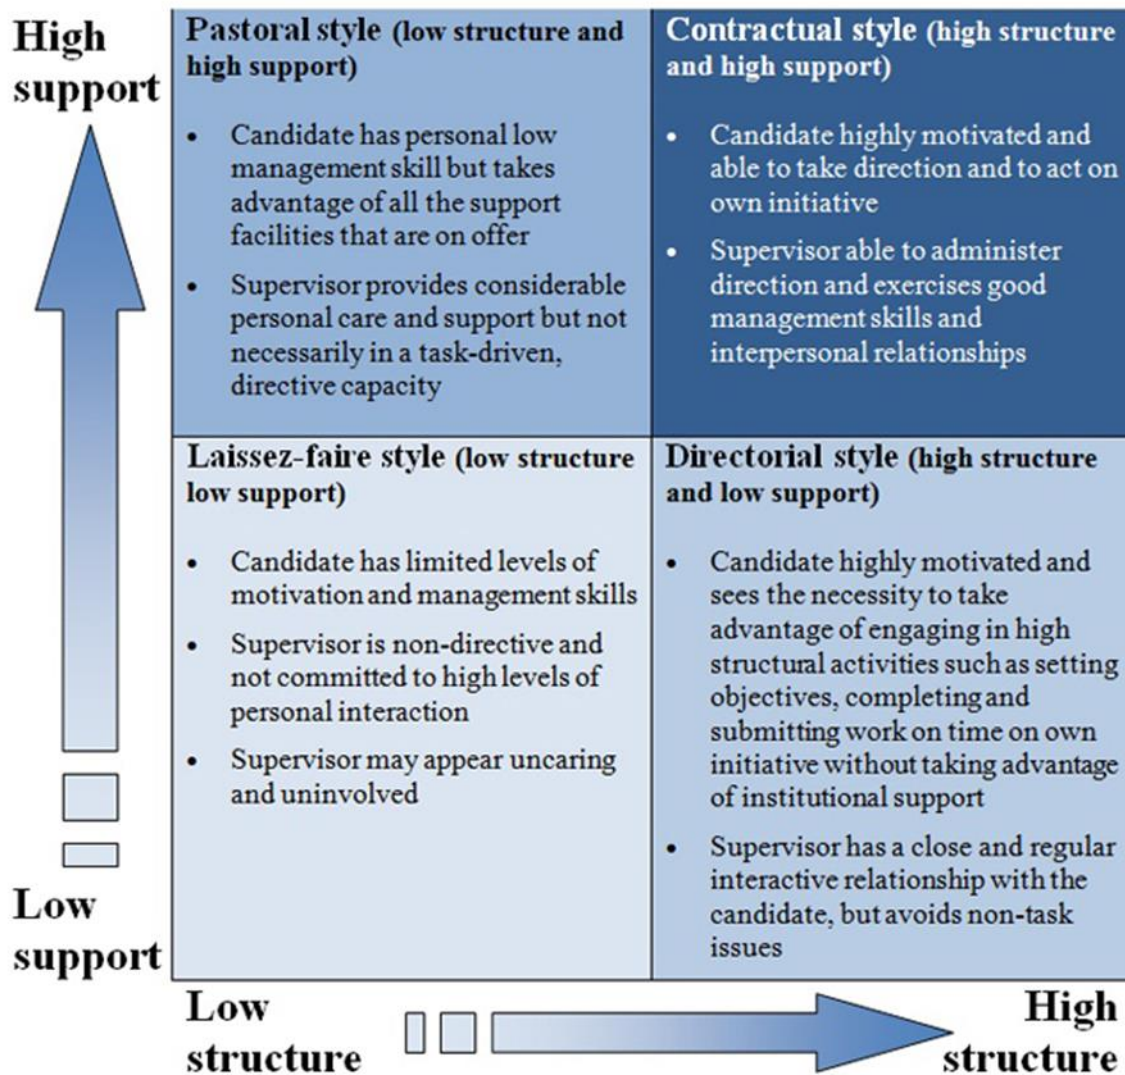 High
support
Pastoral style (low structure and
high support)
• Candidate has personal low
management skill but takes
advantage of all the support
facilities that are on offer
• Supervisor provides considerable
personal care and support but not
necessarily in a task-driven,
directive capacity
Contractual style (high structure
and high support)
• Candidate highly motivated and
able to take direction and to act on
own initiative
• Supervisor able to administer
direction and exercises good
management skills and
interpersonal relationships
Laissez-faire style (low structure
low support)
• Candidate has limited levels of
motivation and management skills
• Supervisor is non-directive and
not committed to high levels of
personal interaction
• Supervisor may appear uncaring
and uninvolved
Directorial style (high structure
and low support)
• Candidate highly motivated and
sees the necessity to take
advantage of engaging in high
structural activities such as setting
objectives, completing and
submitting work on time on own
initiative without taking advantage
of institutional support
• Supervisor has a close and regular
interactive relationship with the
candidate, but avoids non-task
issues
Low
support
Low
structure
High
structure